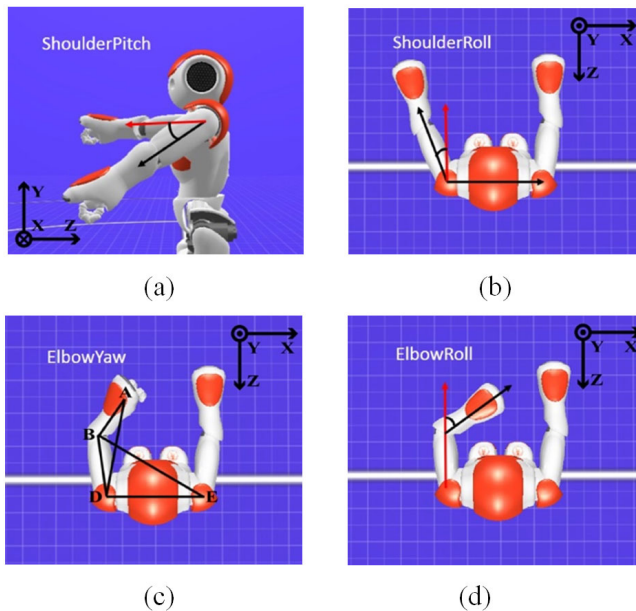 ShoulderPitch
Y
X
Z
(a)
ShoulderRoll
Y
X
Z
(b)
ElbowYaw
Y
X
Z
A
B
D
E
(c)
ElbowRoll
Y
X
Z
(d)